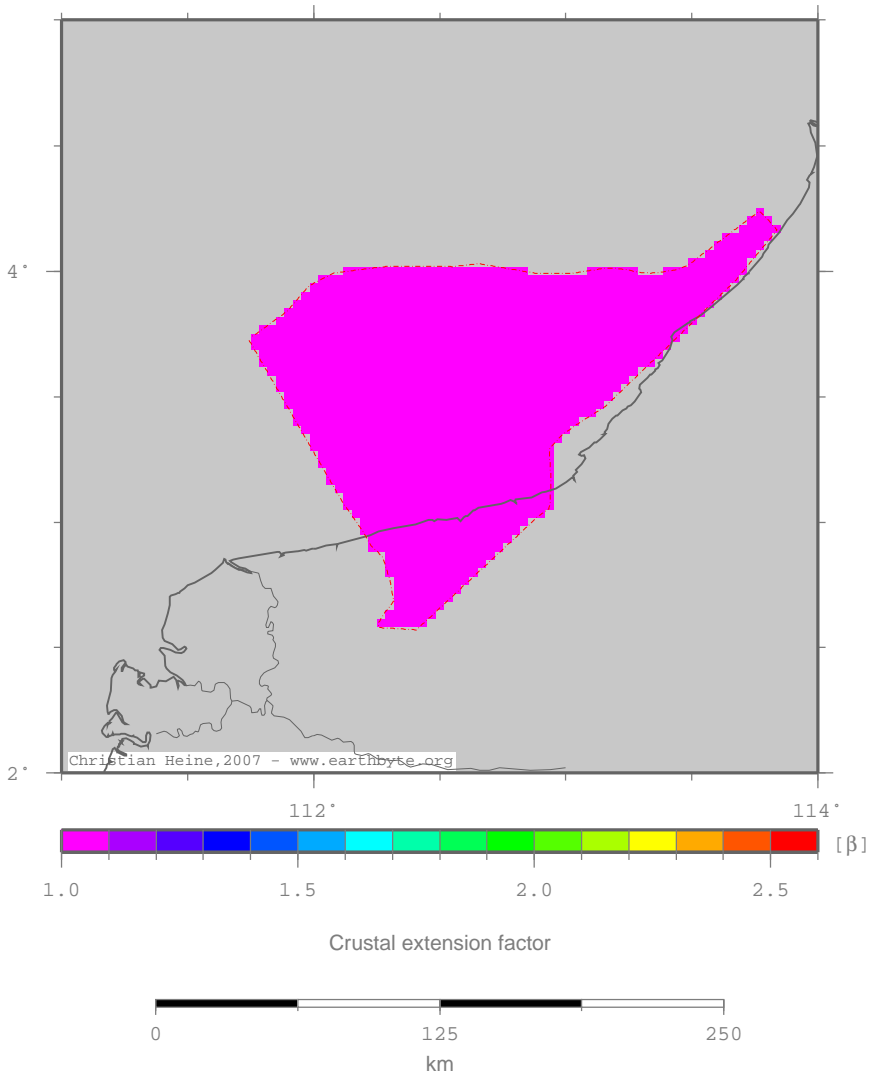 4°
2°
Christian Heine,2007 - www.earthbyte.org
112° 114°
[β]
1.0 1.5 2.0 2.5
Crustal extension factor
0 125 250
km